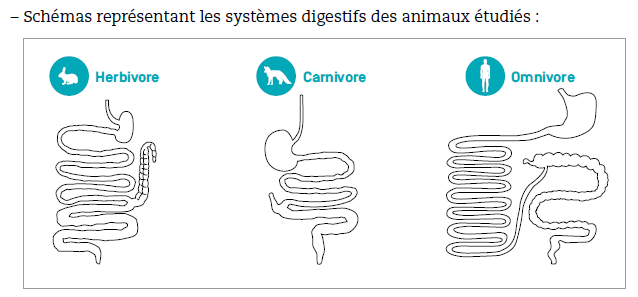 – Schémas représentant les systèmes digestifs des animaux étudiés :
Herbivore
Carnivore
Omnivore